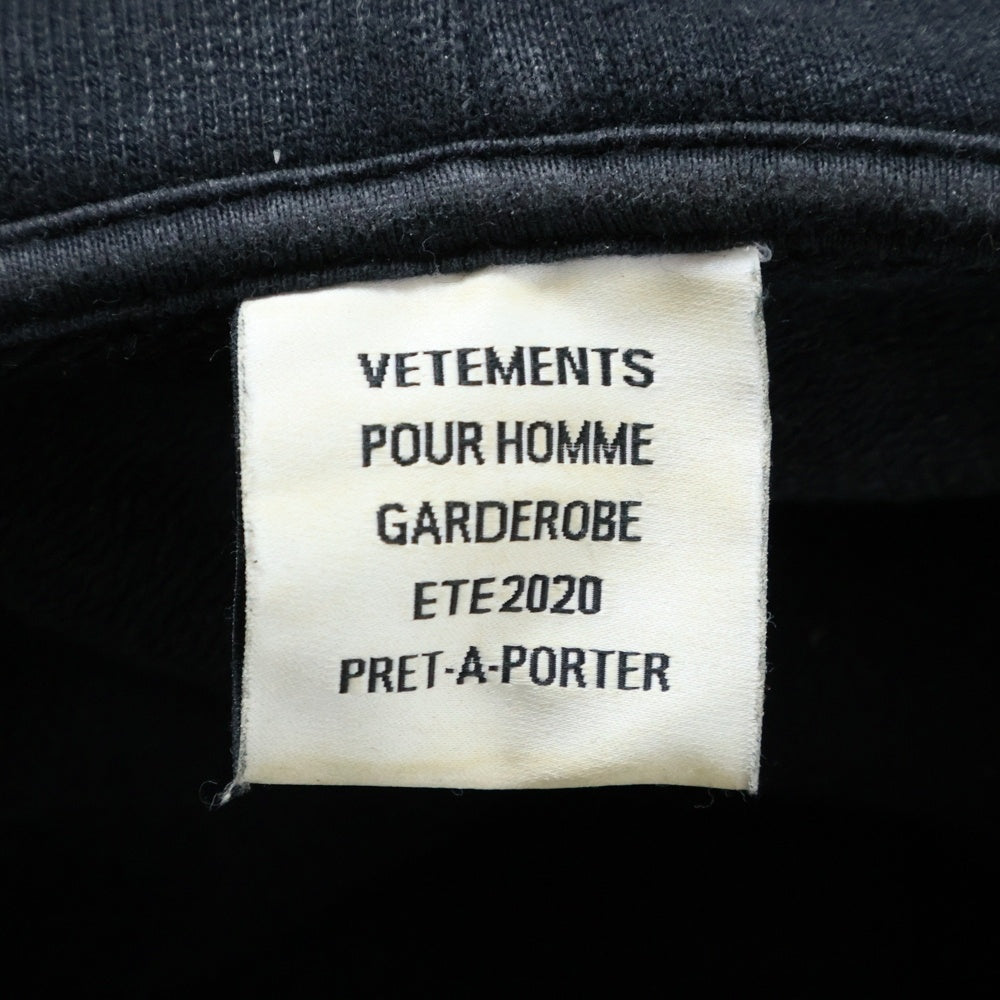 VETEMENTS
POUR HOMME
GARDEROBE
ETE2020
PRET-A-PORTER